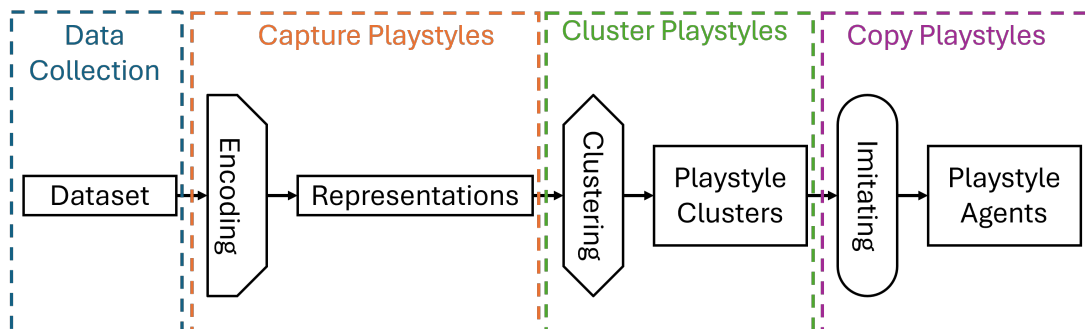 Data
Collection
Capture Playstyles
Cluster Playstyles
Copy Playstyles
Dataset
Encoding
Representations
Clustering
Playstyle
Clusters
Imitating
Playstyle
Agents